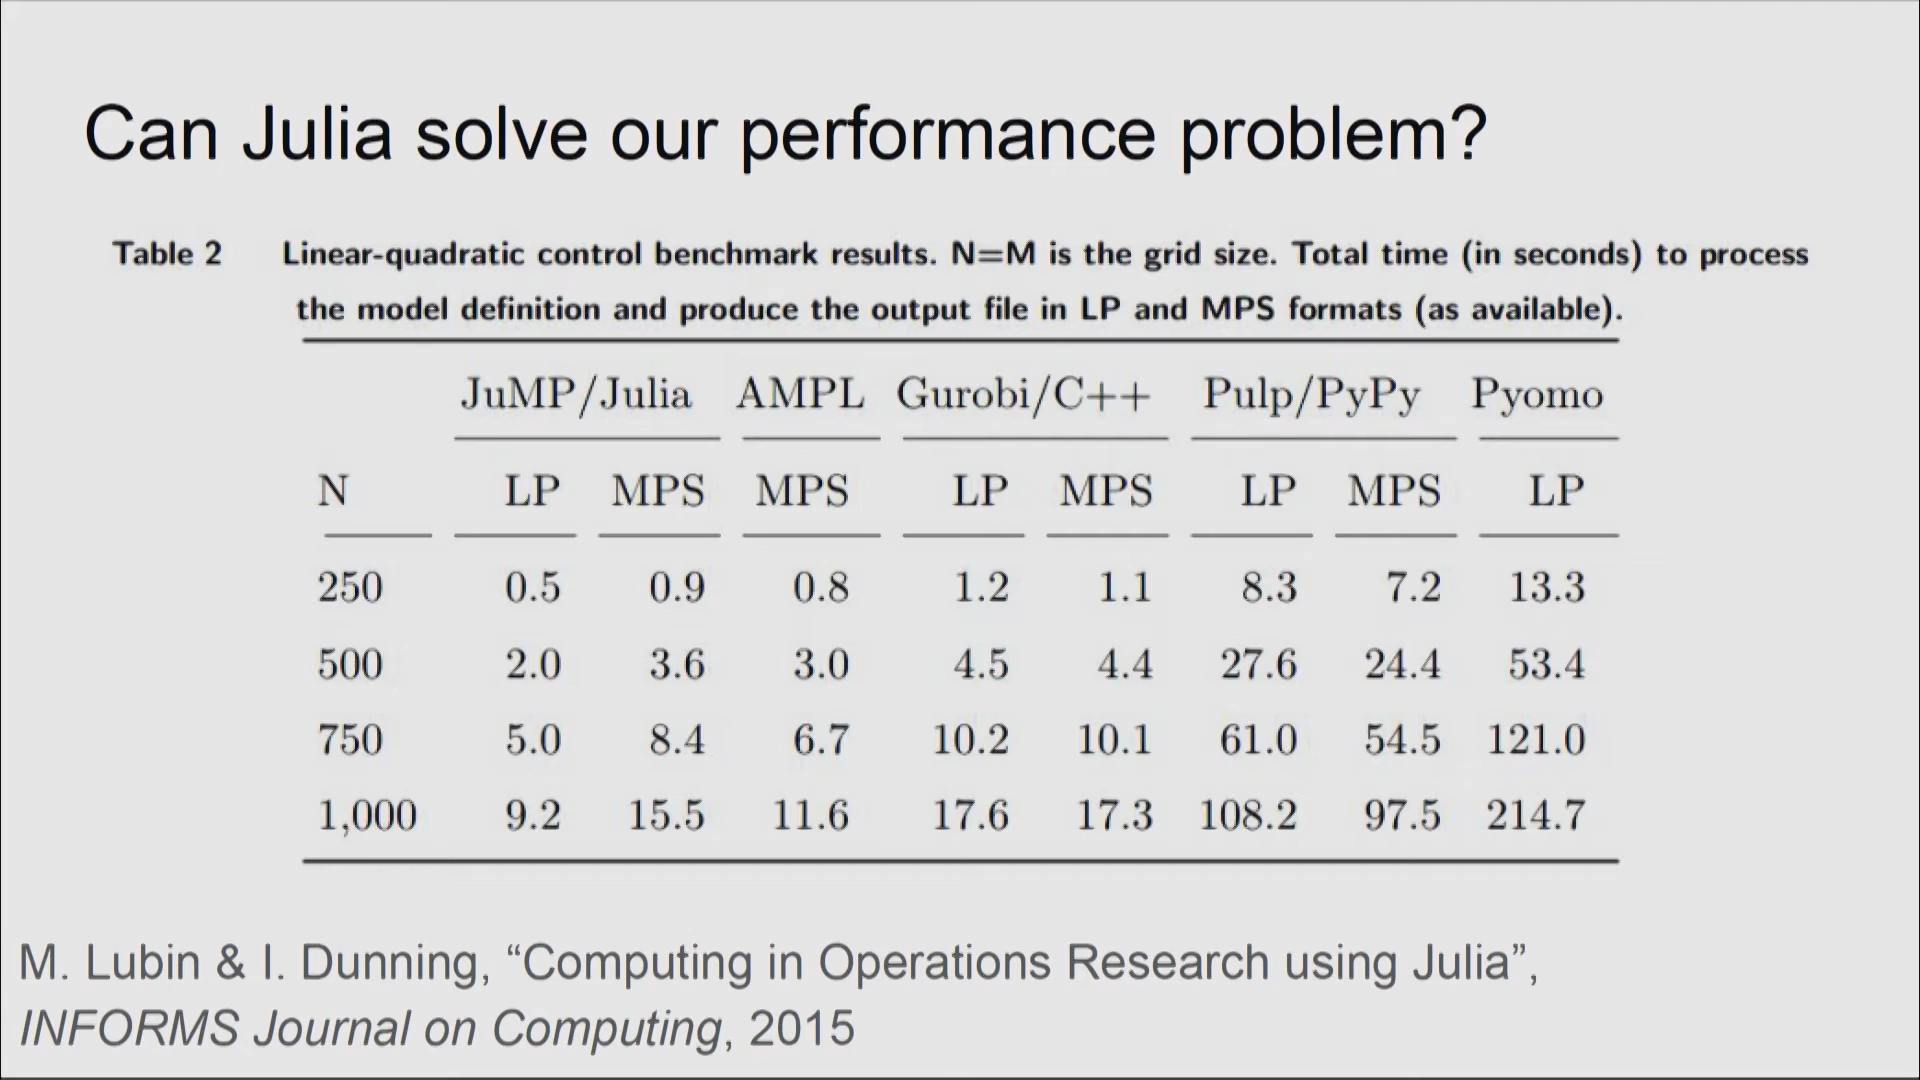 Can Julia solve our performance problem?
Table 2 Linear-quadratic control benchmark results. N=M is the grid size. Total time (in seconds) to process
the model definition and produce the output file in LP and MPS formats (as available).
JuMP/Julia AMPL Gurobi/C++ Pulp/PyPy Pyomo
N LP MPS MPS LP MPS LP MPS LP
250 0.5 0.9 0.8 1.2 1.1 8.3 7.2 13.3
500 2.0 3.6 3.0 4.5 4.4 27.6 24.4 53.4
750 5.0 8.4 6.7 10.2 10.1 61.0 54.5 121.0
1,000 9.2 15.5 11.6 17.6 17.3 108.2 97.5 214.7
M. Lubin & I. Dunning, “Computing in Operations Research using Julia”,
INFORMS Journal on Computing, 2015